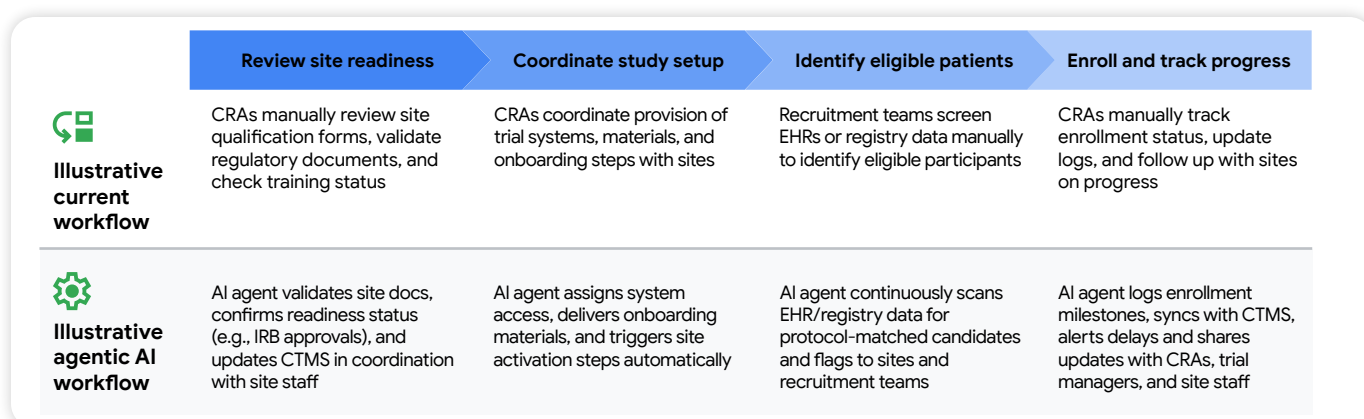 Review site readiness
Coordinate study setup
Identify eligible patients
Enroll and track progress
Illustrative
current
workflow
CRAs manually review site
qualification forms, validate
regulatory documents, and
check training status
CRAs coordinate provision of
trial systems, materials, and
onboarding steps with sites
Recruitment teams screen
EHRs or registry data manually
to identify eligible participants
CRAs manually track
enrollment status, update
logs, and follow up with sites
on progress
Illustrative
agentic AI
workflow
AI agent validates site docs,
confirms readiness status
(e.g., IRB approvals), and
updates CTMS in coordination
with site staff
AI agent assigns system
access, delivers onboarding
materials, and triggers site
activation steps automatically
AI agent continuously scans
EHR/registry data for
protocol-matched candidates
and flags to sites and
recruitment teams
AI agent logs enrollment
milestones, syncs with CTMS,
alerts delays and shares
updates with CRAs, trial
managers, and site staff